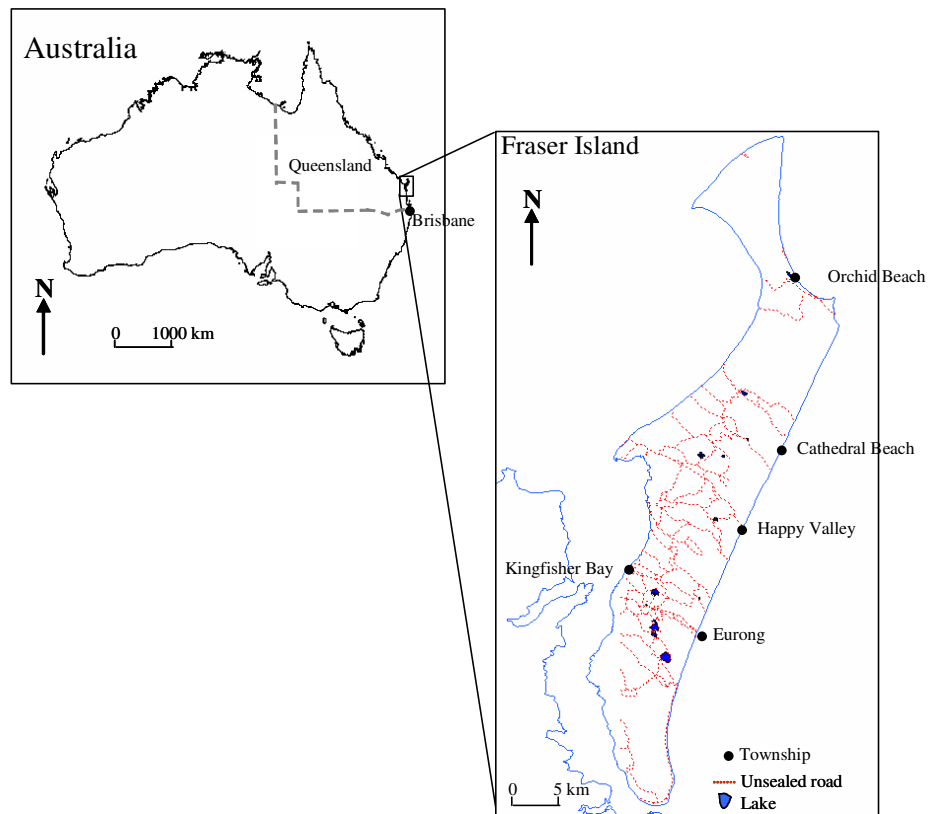 Australia
Queensland
Brisbane
N
0 1000 km
Fraser Island
N
Orchid Beach
Cathedral Beach
Happy Valley
Kingfisher Bay
Eurong
Township
Unsealed road
Lake
0 5 km